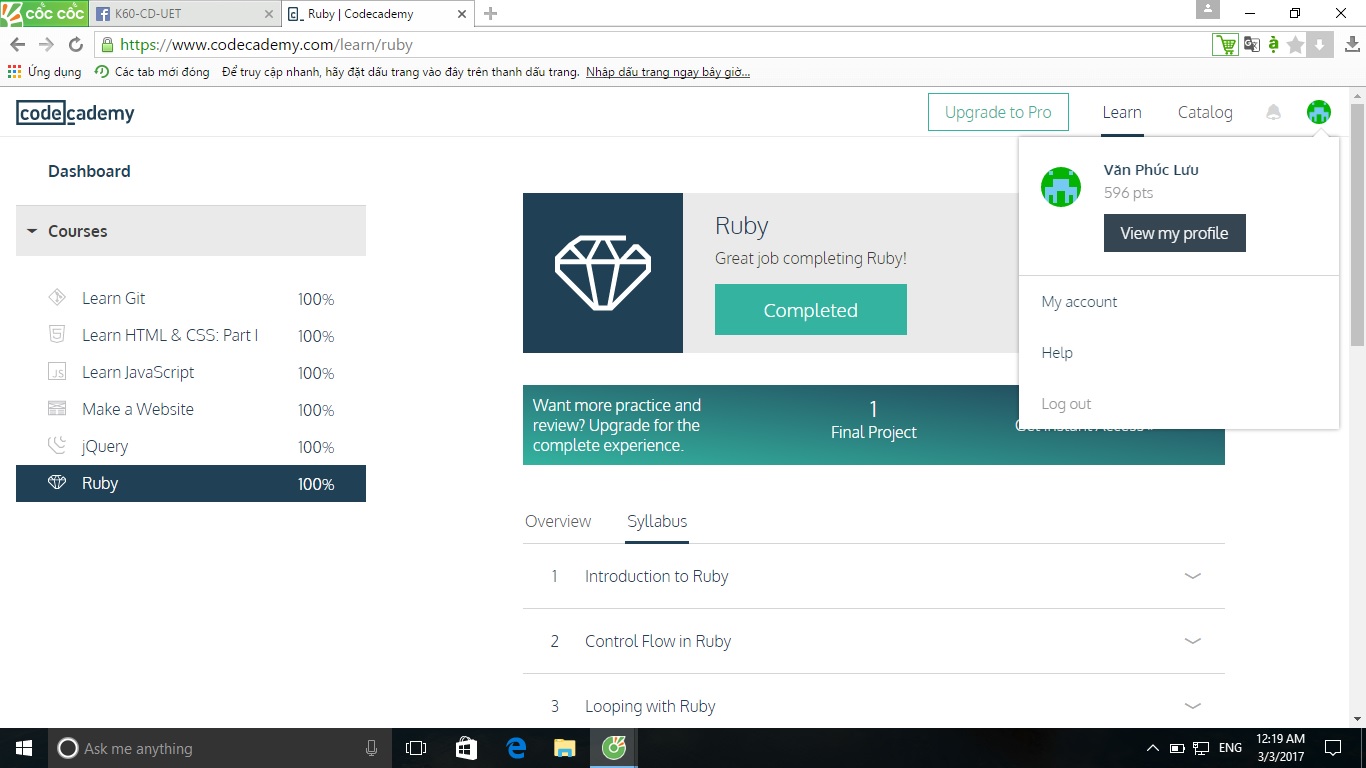 cốc cốc
K60-CD-UET
Ruby | Codecademy
https://www.codecademy.com/learn/ruby
Ứng dụng Các tab mới đóng Để truy cập nhanh, hãy đặt dấu trang vào đây trên thanh dấu trang. Nhập dấu trang ngay bây giờ...
codecademy
Upgrade to Pro
Learn
Catalog
Văn Phúc Lưu
596 pts
View my profile
My account
Help
Log out
Dashboard
Courses
Learn Git 100%
Learn HTML & CSS: Part I 100%
JS Learn JavaScript 100%
Make a Website 100%
jQuery 100%
Ruby 100%
Ruby
Great job completing Ruby!
Completed
Want more practice and
review? Upgrade for the
complete experience.
1
Final Project
Overview
Syllabus
1 Introduction to Ruby
2 Control Flow in Ruby
3 Looping with Ruby
Ask me anything
ENG
12:19 AM
3/3/2017